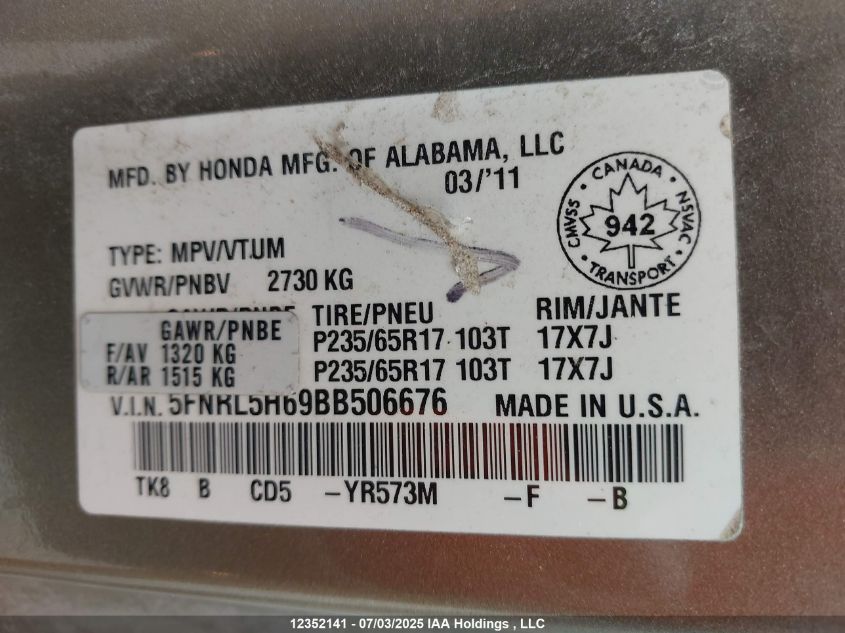 MFD. BY HONDA MFG. OF ALABAMA, LLC
03/'11
CANADA
CMVSS 942 NSVAC
TRANSPORT
TYPE: MPV/VTUM
GVWR/PNBV 2730 KG
TIRE/PNEU RIM/JANTE
GAWR/PNBE
F/AV 1320 KG P235/65R17 103T 17X7J
R/AR 1515 KG P235/65R17 103T 17X7J
V.I.N. 5FNRL5H69BB506676 MADE IN U.S.A.
TK8 B CD5 -YR573M -F -B
12352141 - 07/03/2025 IAA Holdings , LLC